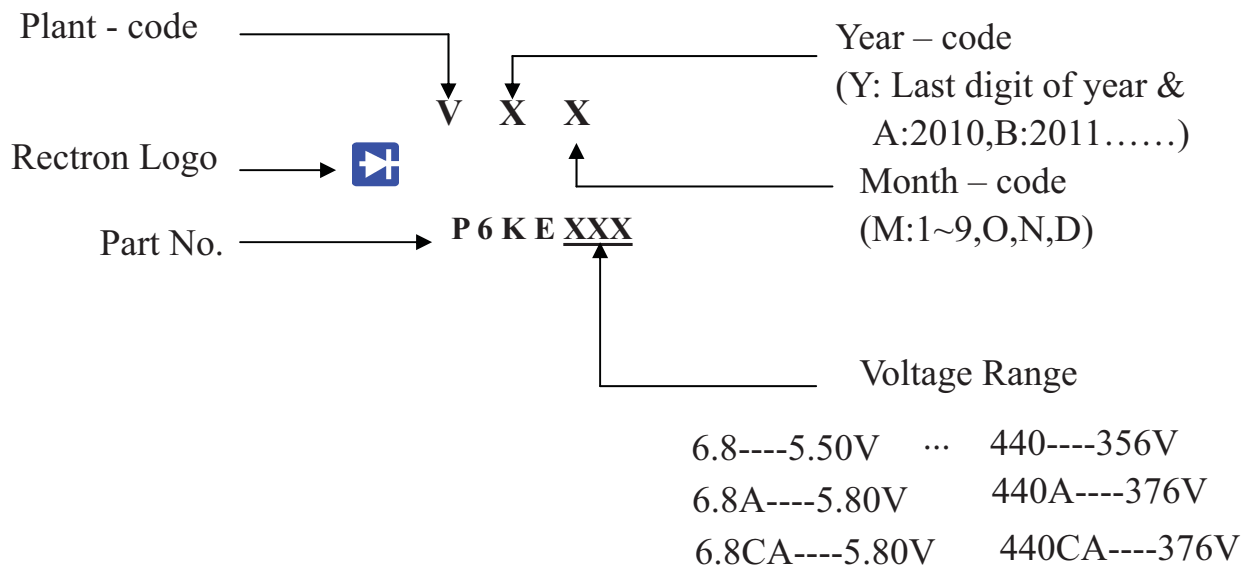 Plant - code
Year – code
(Y: Last digit of year &
A:2010,B:2011……)
V X X
Rectron Logo
Month – code
(M:1~9,O,N,D)
Part No.
P 6 K E XXX
Voltage Range
6.8----5.50V ... 440----356V
6.8A----5.80V 440A----376V
6.8CA----5.80V 440CA----376V